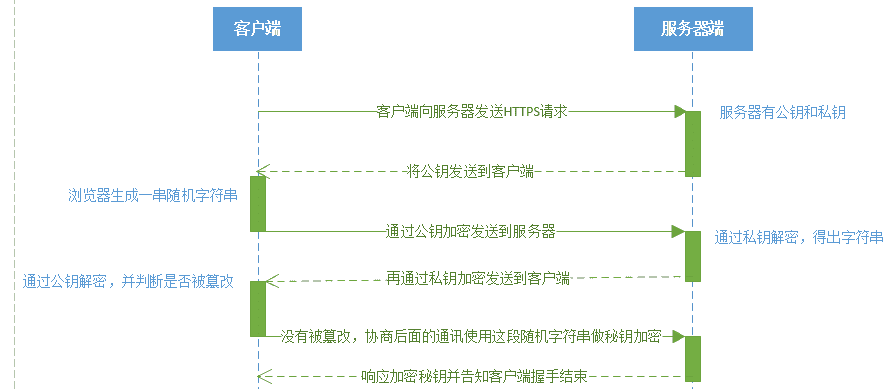 客户端
服务器端
客户端向服务器发送HTTPS请求
服务器有公钥和私钥
将公钥发送到客户端
浏览器生成一串随机字符串
通过公钥加密发送到服务器
通过私钥解密，得出字符串
再通过私钥加密发送到客户端
通过公钥解密，并判断是否被篡改
没有被篡改，协商后面的通讯使用这段随机字符串做秘钥加密
响应加密秘钥并告知客户端握手结束